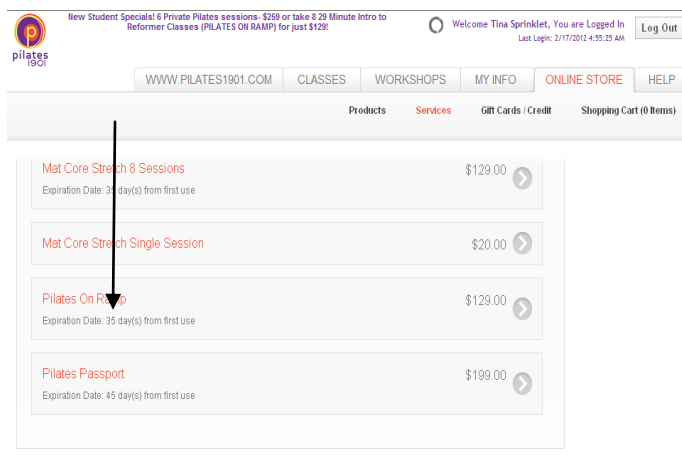 New Student Specials! 6 Private Pilates sessions- $259 or take 8 29 Minute Intro to
Reformer Classes (PILATES ON RAMP) for just $129!
Welcome Tina Sprinklet, You are Logged In
Last Login: 2/17/2012 4:55:25 AM
Log Out
pilates
1901
WWW.PILATES1901.COM CLASSES WORKSHOPS MY INFO ONLINE STORE HELP
Products Services Gift Cards / Credit Shopping Cart (0 Items)
Mat Core Stretch 8 Sessions $129.00
Expiration Date: 35 day(s) from first use
Mat Core Stretch Single Session $20.00
Pilates On Ramp $129.00
Expiration Date: 35 day(s) from first use
Pilates Passport $199.00
Expiration Date: 45 day(s) from first use